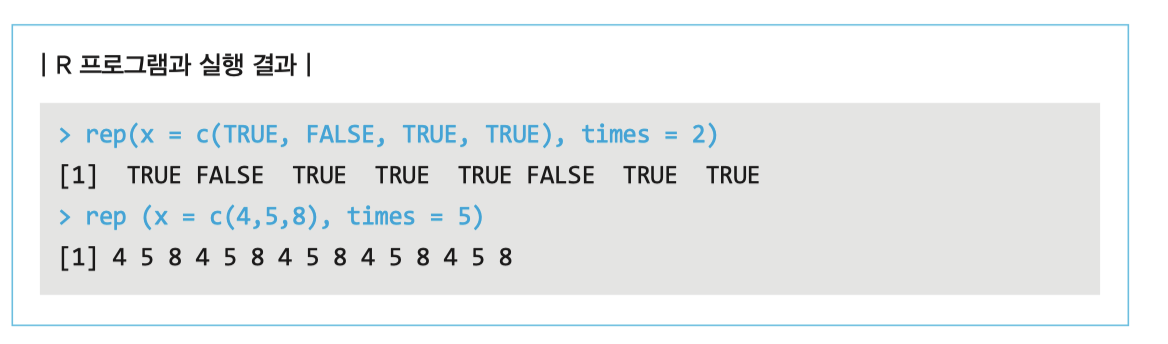 | R 프로그램과 실행 결과 |
> rep(x = c(TRUE, FALSE, TRUE, TRUE), times = 2)
[1]  TRUE FALSE  TRUE  TRUE  TRUE FALSE  TRUE  TRUE
> rep (x = c(4,5,8), times = 5)
[1] 4 5 8 4 5 8 4 5 8 4 5 8 4 5 8